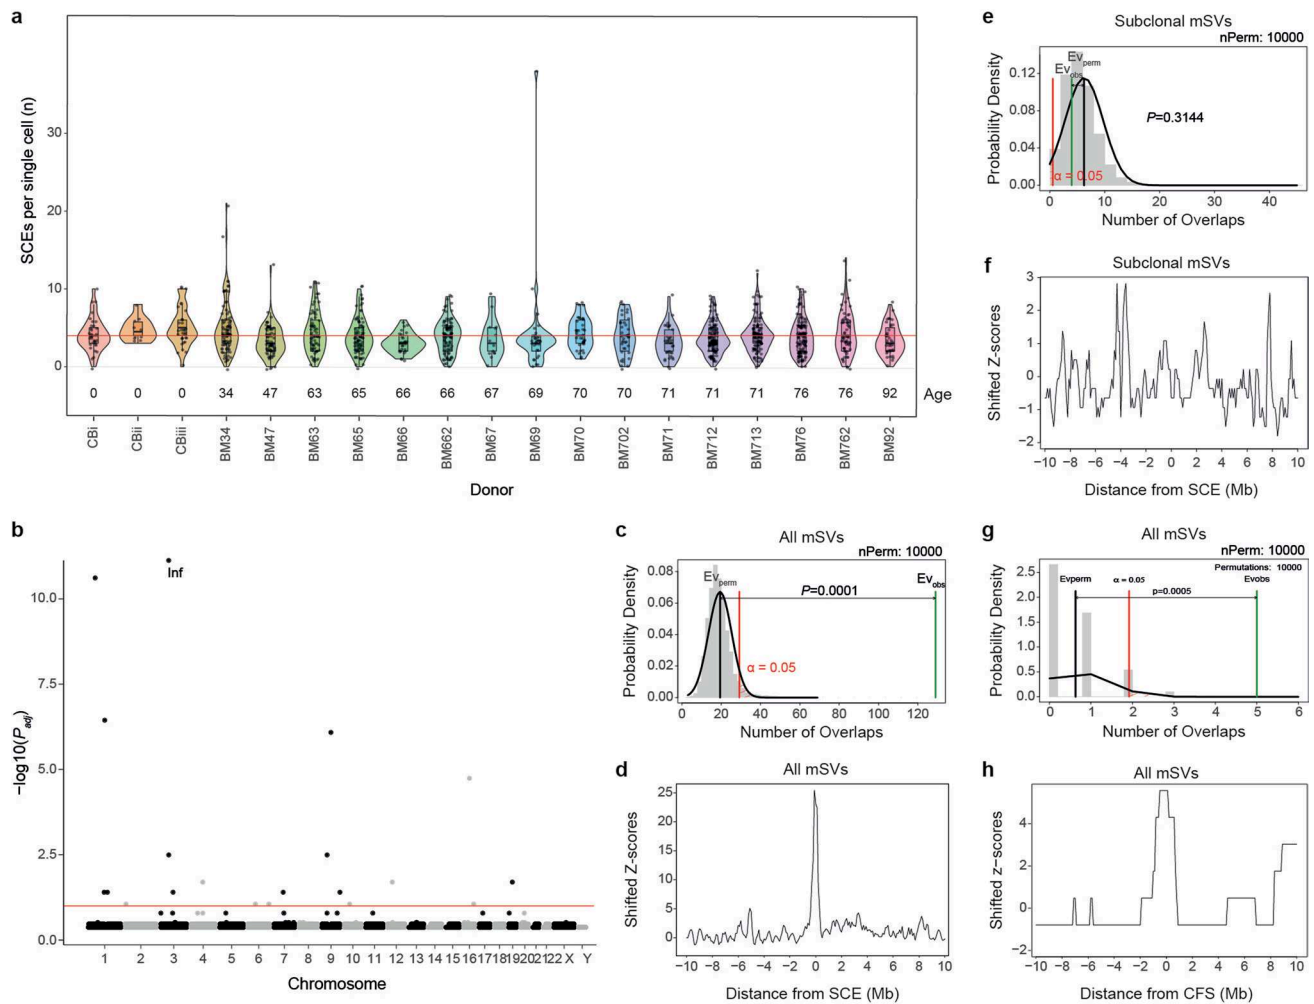 a
SCEs per single cell (n)
30
20
10
0
0 0 0 34 47 63 65 66 66 67 69 70 70 71 71 71 76 76 92 Age
CBi CBii CBiii BM34 BM47 BM63 BM65 BM66 BM662 BM67 BM69 BM70 BM702 BM71 BM712 BM713 BM76 BM762 BM92
Donor
e
Subclonal mSVs
nPerm: 10000
Probability Density
0.12
0.08
0.04
0.00
Evperm
Evobs
P=0.3144
α = 0.05
0 10 20 30 40
Number of Overlaps
f
Subclonal mSVs
Shifted Z-scores
3
2
1
0
−1
−2
−10 −8 −6 −4 −2 0 2 4 6 8 10
Distance from SCE (Mb)
b
−log10(Padj)
10.0
7.5
5.0
2.5
0.0
Inf
1 2 3 4 5 6 7 8 9 10 11 12 13 14 15 16 17 18 19 20 21 22 X Y
Chromosome
c
All mSVs
nPerm: 10000
Probability Density
0.08
0.06
0.04
0.02
0.00
Evperm
P=0.0001
Evobs
α = 0.05
0 20 40 60 80 100 120
Number of Overlaps
g
All mSVs
nPerm: 10000
Permutations: 10000
Probability Density
2.5
2.0
1.5
1.0
0.5
0.0
Evperm
α = 0.05
Evobs
p=0.0005
0 1 2 3 4 5 6
Number of Overlaps
d
All mSVs
Shifted Z-scores
25
20
15
10
5
0
−10 −8 −6 −4 −2 0 2 4 6 8 10
Distance from SCE (Mb)
h
All mSVs
Shifted z−scores
4
2
0
−2
−10 −8 −6 −4 −2 0 2 4 6 8 10
Distance from CFS (Mb)